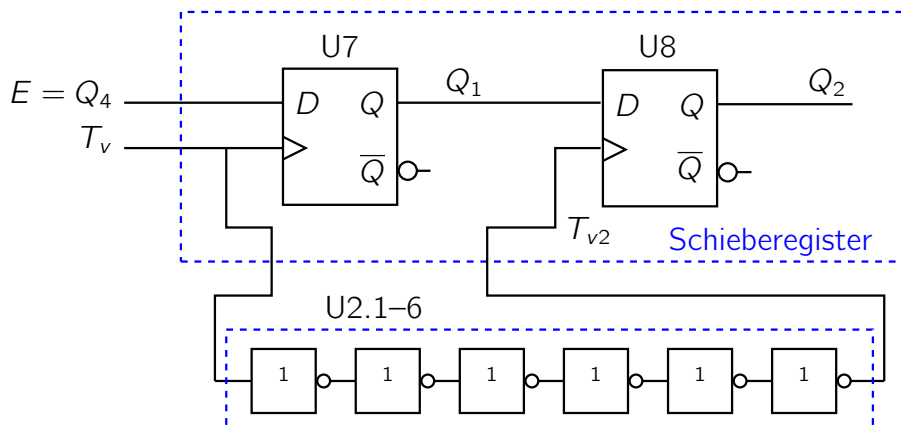 U7
U8
E = Q₄
D
Q
Q₁
D
Q
Q₂
Tᵥ
Q̅
Q̅
Tᵥ₂
Schieberegister
U2.1–6
1
1
1
1
1
1